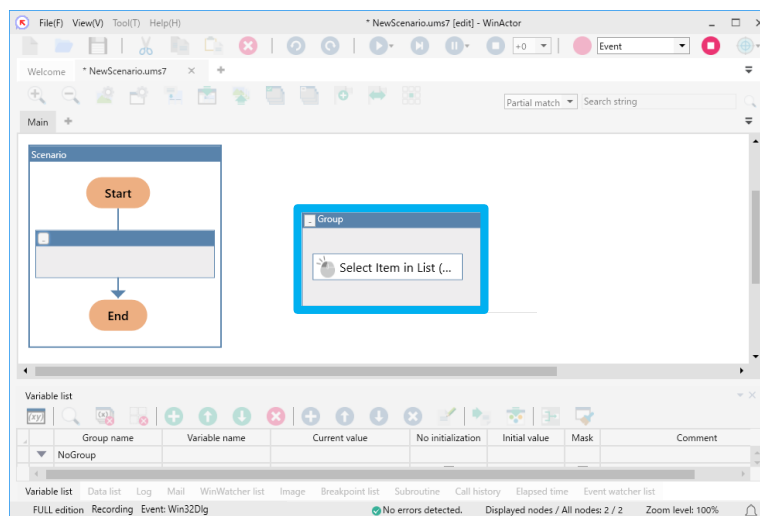 File(F) View(V) Tool(T) Help(H) * NewScenario.ums7 [edit] - WinActor
+0 Event
Welcome * NewScenario.ums7
Partial match Search string
Main
Scenario
Start
End
Group
Select Item in List (...
Variable list
Group name Variable name Current value No initialization Initial value Mask Comment
NoGroup
Variable list Data list Log Mail WinWatcher list Image Breakpoint list Subroutine Call history Elapsed time Event watcher list
FULL edition Recording Event: Win32Dlg No errors detected. Displayed nodes / All nodes: 2 / 2 Zoom level: 100%